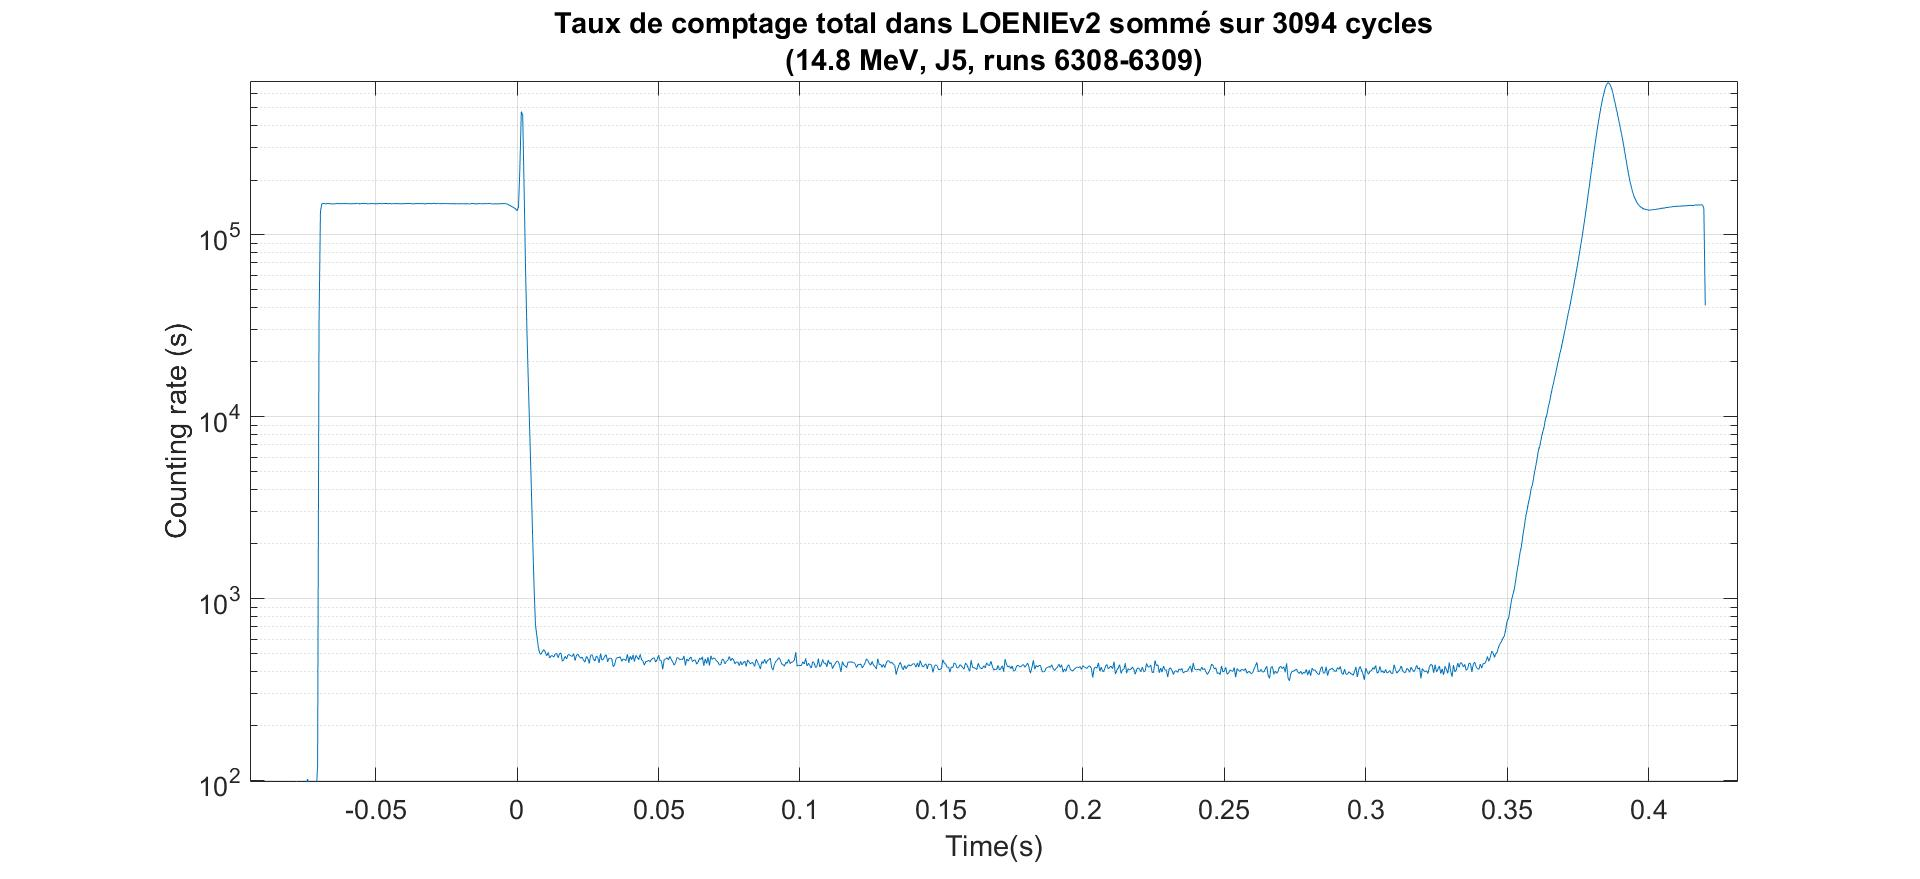 Taux de comptage total dans LOENIEv2 sommé sur 3094 cycles
(14.8 MeV, J5, runs 6308-6309)
Counting rate (s)
10^5
10^4
10^3
10^2
-0.05 0 0.05 0.1 0.15 0.2 0.25 0.3 0.35 0.4
Time(s)